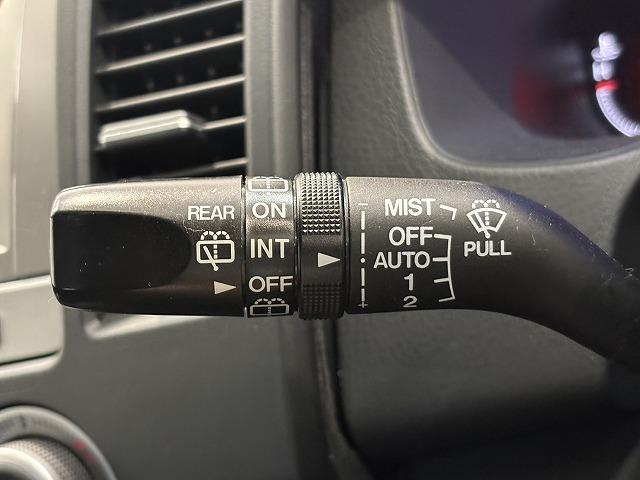 REAR
ON
INT
OFF
MIST
OFF
AUTO
1
2
PULL
- +